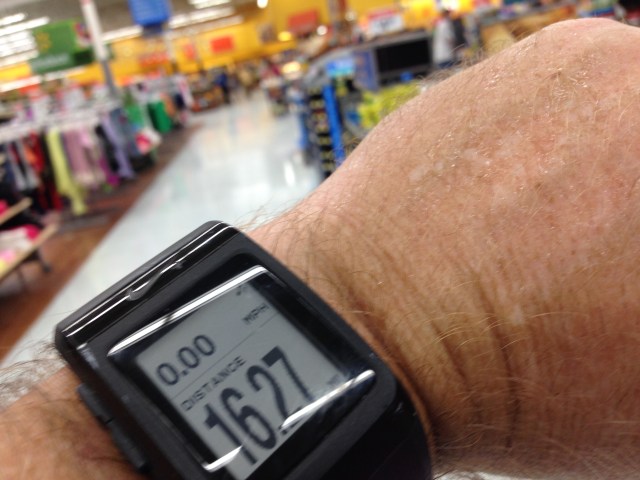 0.00
MPH
DISTANCE
16.27